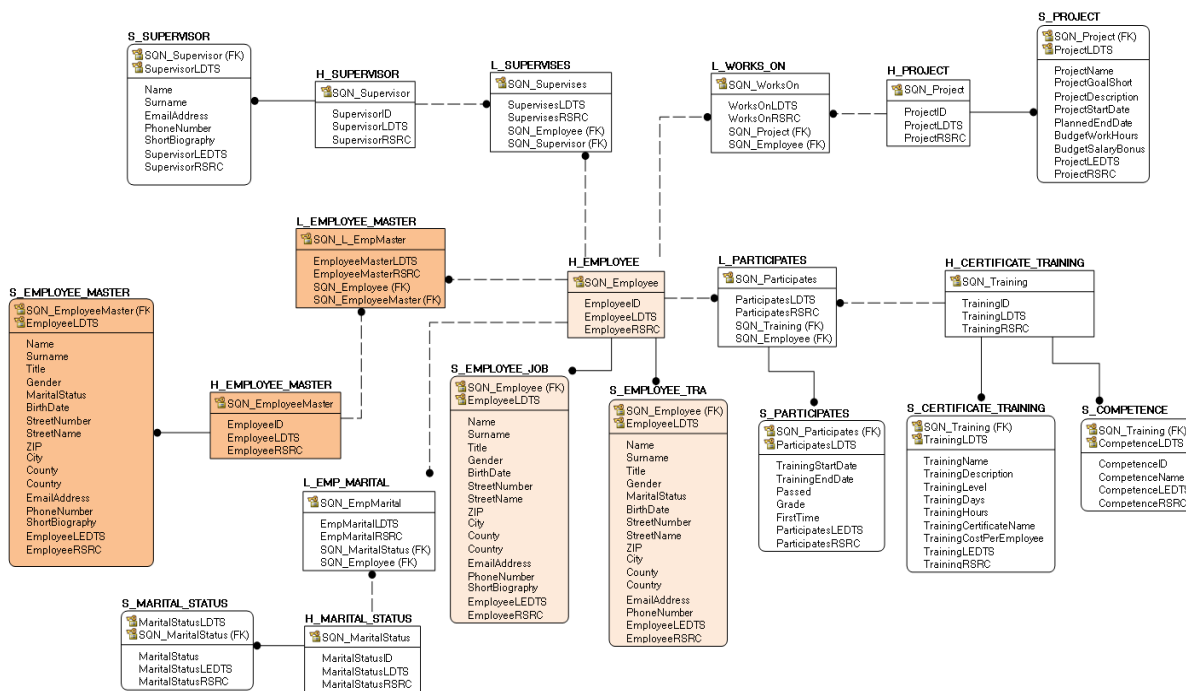 S_SUPERVISOR
SQN_Supervisor (FK)
SupervisorLDTS
Name
Surname
EmailAddress
PhoneNumber
ShortBiography
SupervisorLEDTS
SupervisorRSRC
H_SUPERVISOR
SQN_Supervisor
SupervisorID
SupervisorLDTS
SupervisorRSRC
L_SUPERVISES
SQN_Supervises
SupervisesLDTS
SupervisesRSRC
SQN_Employee (FK)
SQN_Supervisor (FK)
L_WORKS_ON
SQN_WorksOn
WorksOnLDTS
WorksOnRSRC
SQN_Project (FK)
SQN_Employee (FK)
H_PROJECT
SQN_Project
ProjectID
ProjectLDTS
ProjectRSRC
S_PROJECT
SQN_Project (FK)
ProjectLDTS
ProjectName
ProjectGoalShort
ProjectDescription
ProjectStartDate
PlannedEndDate
BudgetWorkHours
BudgetSalaryBonus
ProjectLEDTS
ProjectRSRC
L_EMPLOYEE_MASTER
SQN_L_EmpMaster
EmployeeMasterLDTS
EmployeeMasterRSRC
SQN_Employee (FK)
SQN_EmployeeMaster (FK)
H_EMPLOYEE
SQN_Employee
EmployeeID
EmployeeLDTS
EmployeeRSRC
L_PARTICIPATES
SQN_Participates
ParticipatesLDTS
ParticipatesRSRC
SQN_Training (FK)
SQN_Employee (FK)
H_CERTIFICATE_TRAINING
SQN_Training
TrainingID
TrainingLDTS
TrainingRSRC
S_EMPLOYEE_MASTER
SQN_EmployeeMaster (FK
EmployeeLDTS
Name
Surname
Title
Gender
MaritalStatus
BirthDate
StreetNumber
StreetName
ZIP
City
County
Country
EmailAddress
PhoneNumber
ShortBiography
EmployeeLEDTS
EmployeeRSRC
H_EMPLOYEE_MASTER
SQN_EmployeeMaster
EmployeeID
EmployeeLDTS
EmployeeRSRC
S_EMPLOYEE_JOB
SQN_Employee (FK)
EmployeeLDTS
Name
Surname
Title
Gender
BirthDate
StreetNumber
StreetName
ZIP
City
County
Country
EmailAddress
PhoneNumber
ShortBiography
EmployeeLEDTS
EmployeeRSRC
S_EMPLOYEE_TRA
SQN_Employee (FK)
EmployeeLDTS
Name
Surname
Title
Gender
MaritalStatus
BirthDate
StreetNumber
StreetName
ZIP
City
County
Country
EmailAddress
PhoneNumber
EmployeeLEDTS
EmployeeRSRC
S_PARTICIPATES
SQN_Participates (FK)
ParticipatesLDTS
TrainingStartDate
TrainingEndDate
Passed
Grade
FirstTime
ParticipatesLEDTS
ParticipatesRSRC
S_CERTIFICATE_TRAINING
SQN_Training (FK)
TrainingLDTS
TrainingName
TrainingDescription
TrainingLevel
TrainingDays
TrainingHours
TrainingCertificateName
TrainingCostPerEmployee
TrainingLEDTS
TrainingRSRC
S_COMPETENCE
SQN_Training (FK)
CompetenceLDTS
CompetenceID
CompetenceName
CompetenceLEDTS
CompetenceRSRC
L_EMP_MARITAL
SQN_EmpMarital
EmpMaritalLDTS
EmpMaritalRSRC
SQN_MaritalStatus (FK)
SQN_Employee (FK)
S_MARITAL_STATUS
MaritalStatusLDTS
SQN_MaritalStatus (FK)
MaritalStatus
MaritalStatusLEDTS
MaritalStatusRSRC
H_MARITAL_STATUS
SQN_MaritalStatus
MaritalStatusID
MaritalStatusLDTS
MaritalStatusRSRC